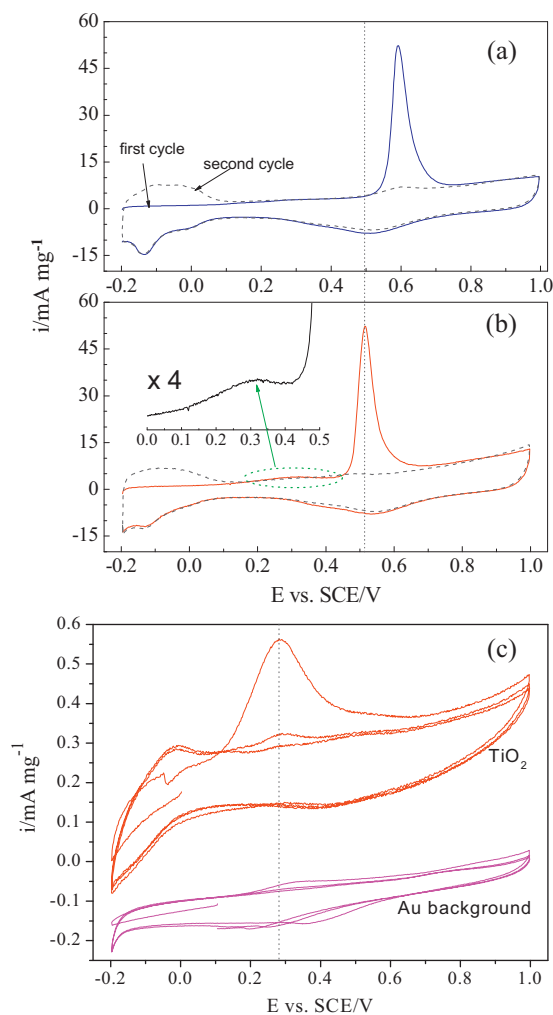 (a)
60
45
30
15
0
-15
i/mA mg-1
first cycle
second cycle
-0.2 0.0 0.2 0.4 0.6 0.8 1.0
(b)
60
45
30
15
0
-15
i/mA mg-1
x 4
0.0 0.1 0.2 0.3 0.4 0.5
-0.2 0.0 0.2 0.4 0.6 0.8 1.0
E vs. SCE/V
(c)
0.6
0.5
0.4
0.3
0.2
0.1
0.0
-0.1
-0.2
i/mA mg-1
TiO2
Au background
-0.2 0.0 0.2 0.4 0.6 0.8 1.0
E vs. SCE/V